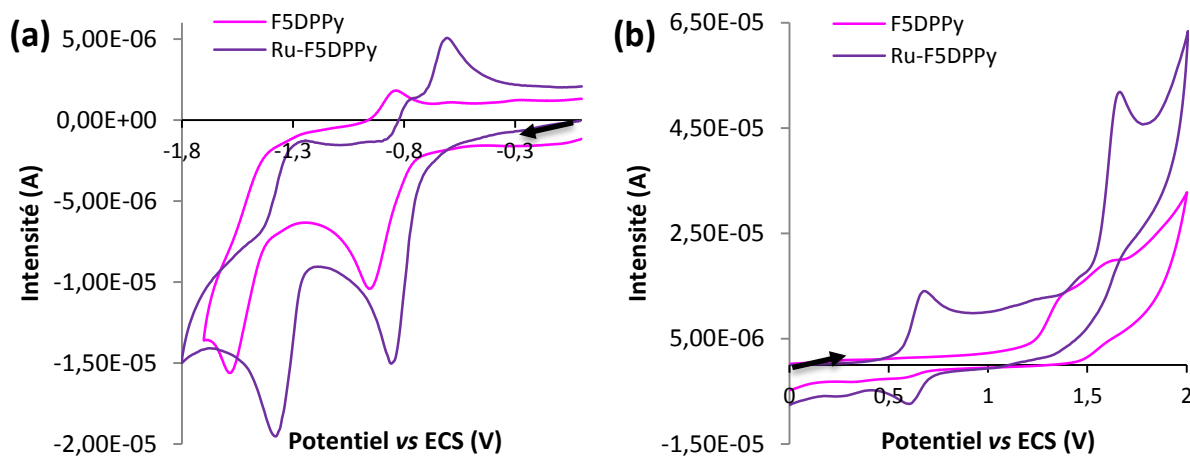 (a)
F5DPPy
Ru-F5DPPy
5,00E-06
0,00E+00
-5,00E-06
-1,00E-05
-1,50E-05
-2,00E-05
-1,8
-1,3
-0,8
-0,3
Intensité (A)
Potentiel vs ECS (V)
(b)
F5DPPy
Ru-F5DPPy
6,50E-05
4,50E-05
2,50E-05
5,00E-06
-1,50E-05
0
0,5
1
1,5
2
Intensité (A)
Potentiel vs ECS (V)